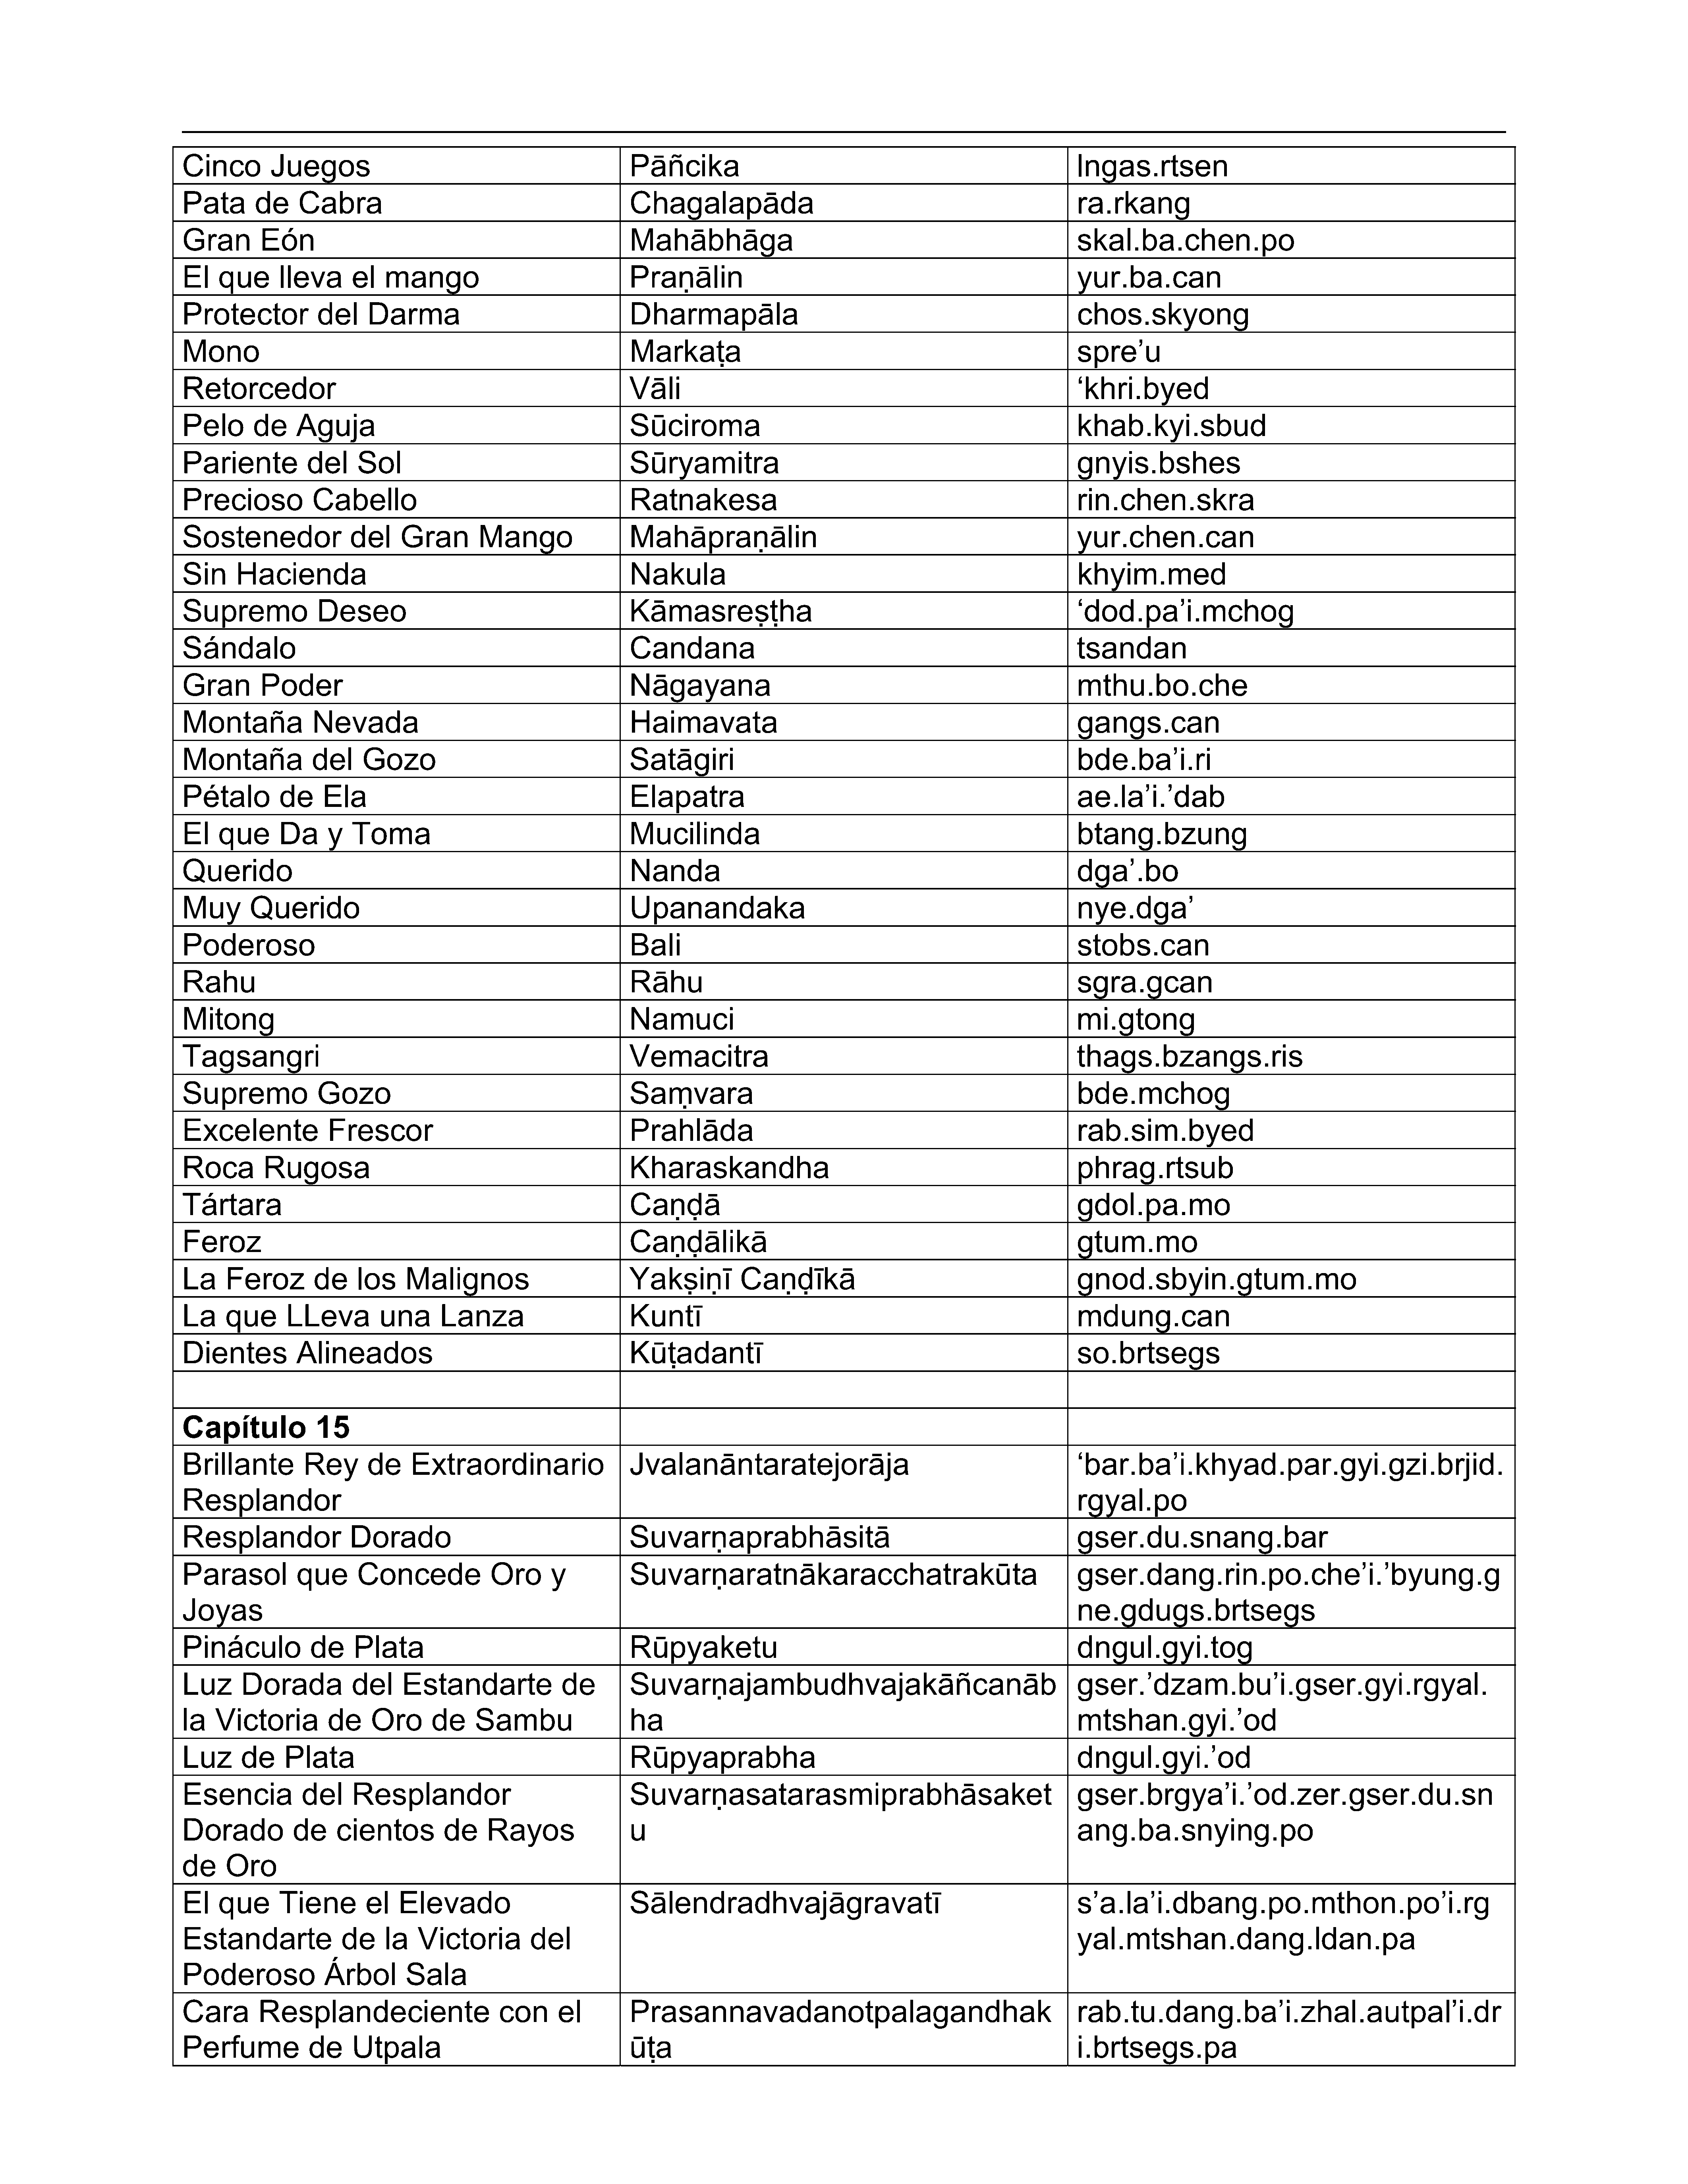 Cinco Juegos Pāñcika lngas.rtsen
Pata de Cabra Chagalapāda ra.rkang
Gran Eón Mahābhāga skal.ba.chen.po
El que lleva el mango Praṇālin yur.ba.can
Protector del Darma Dharmapāla chos.skyong
Mono Markaṭa spre’u
Retorcedor Vāli ‘khri.byed
Pelo de Aguja Sūciroma khab.kyi.sbud
Pariente del Sol Sūryamitra gnyis.bshes
Precioso Cabello Ratnakesa rin.chen.skra
Sostenedor del Gran Mango Mahāpraṇālin yur.chen.can
Sin Hacienda Nakula khyim.med
Supremo Deseo Kāmasreṣṭha ‘dod.pa’i.mchog
Sándalo Candana tsandan
Gran Poder Nāgayana mthu.bo.che
Montaña Nevada Haimavata gangs.can
Montaña del Gozo Satāgiri bde.ba’i.ri
Pétalo de Ela Elapatra ae.la’i.’dab
El que Da y Toma Mucilinda btang.bzung
Querido Nanda dga’.bo
Muy Querido Upanandaka nye.dga’
Poderoso Bali stobs.can
Rahu Rāhu sgra.gcan
Mitong Namuci mi.gtong
Tagsangri Vemacitra thags.bzangs.ris
Supremo Gozo Saṃvara bde.mchog
Excelente Frescor Prahlāda rab.sim.byed
Roca Rugosa Kharaskandha phrag.rtsub
Tártara Caṇḍā gdol.pa.mo
Feroz Caṇḍālikā gtum.mo
La Feroz de los Malignos Yakṣiṇī Caṇḍīkā gnod.sbyin.gtum.mo
La que LLeva una Lanza Kuntī mdung.can
Dientes Alineados Kūṭadantī so.brtsegs
Capítulo 15
Brillante Rey de Extraordinario Jvalanāntaratejorāja ‘bar.ba’i.khyad.par.gyi.gzi.brjid.
Resplandor rgyal.po
Resplandor Dorado Suvarṇaprabhāsitā gser.du.snang.bar
Parasol que Concede Oro y Suvarṇaratnākaracchatrakūta gser.dang.rin.po.che’i.’byung.g
Joyas ne.gdugs.brtsegs
Pináculo de Plata Rūpyaketu dngul.gyi.tog
Luz Dorada del Estandarte de Suvarṇajambudhvajakāñcanāb gser.’dzam.bu’i.gser.gyi.rgyal.
la Victoria de Oro de Sambu ha mtshan.gyi.’od
Luz de Plata Rūpyaprabha dngul.gyi.’od
Esencia del Resplandor Suvarṇasatarasmiprabhāsaket gser.brgya’i.’od.zer.gser.du.sn
Dorado de cientos de Rayos u ang.ba.snying.po
de Oro
El que Tiene el Elevado Sālendradhvajāgravatī s’a.la’i.dbang.po.mthon.po’i.rg
Estandarte de la Victoria del yal.mtshan.dang.ldan.pa
Poderoso Árbol Sala
Cara Resplandeciente con el Prasannavadanotpalagandhak rab.tu.dang.ba’i.zhal.autpal’i.dr
Perfume de Utpala ūṭa i.brtsegs.pa